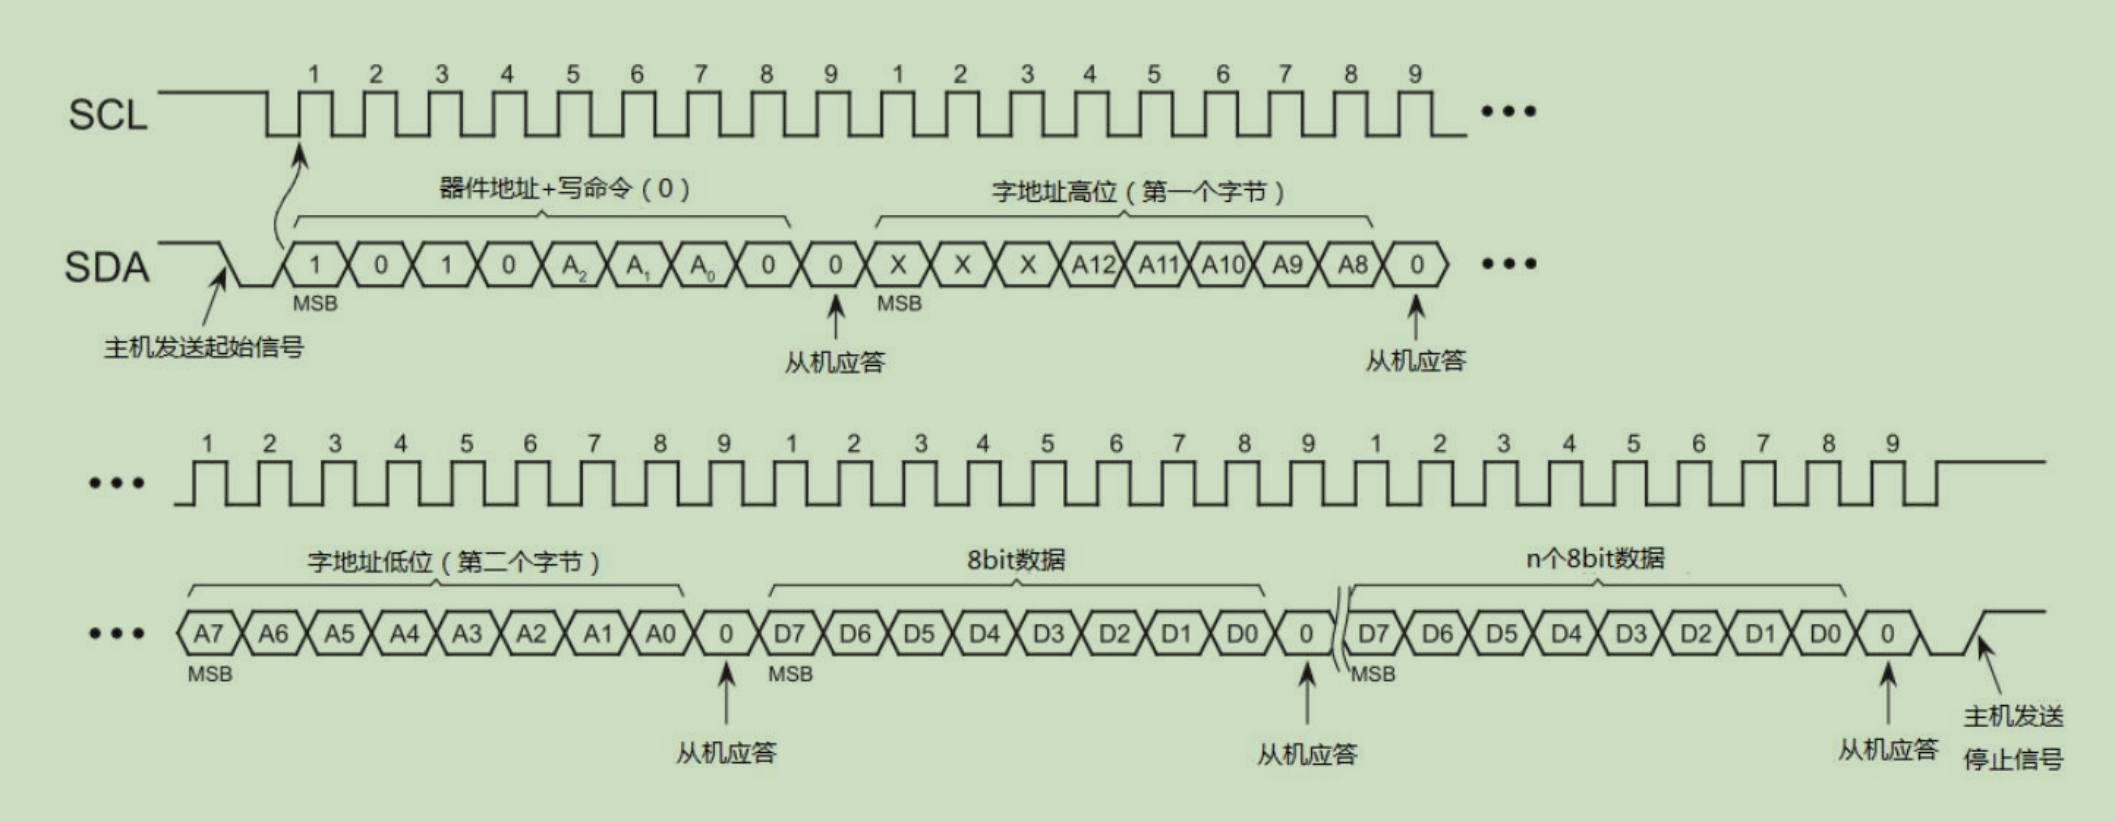 1 2 3 4 5 6 7 8 9 1 2 3 4 5 6 7 8 9
SCL •••
器件地址+写命令（0） 字地址高位（第一个字节）
SDA 1 0 1 0 A2 A1 A0 0 0 X X X A12 A11 A10 A9 A8 0 •••
MSB MSB
主机发送起始信号 从机应答 从机应答
1 2 3 4 5 6 7 8 9 1 2 3 4 5 6 7 8 9 1 2 3 4 5 6 7 8 9
•••
字地址低位（第二个字节） 8bit数据 n个8bit数据
••• A7 A6 A5 A4 A3 A2 A1 A0 0 D7 D6 D5 D4 D3 D2 D1 D0 0 D7 D6 D5 D4 D3 D2 D1 D0 0
MSB MSB MSB
从机应答 从机应答 从机应答 主机发送
停止信号